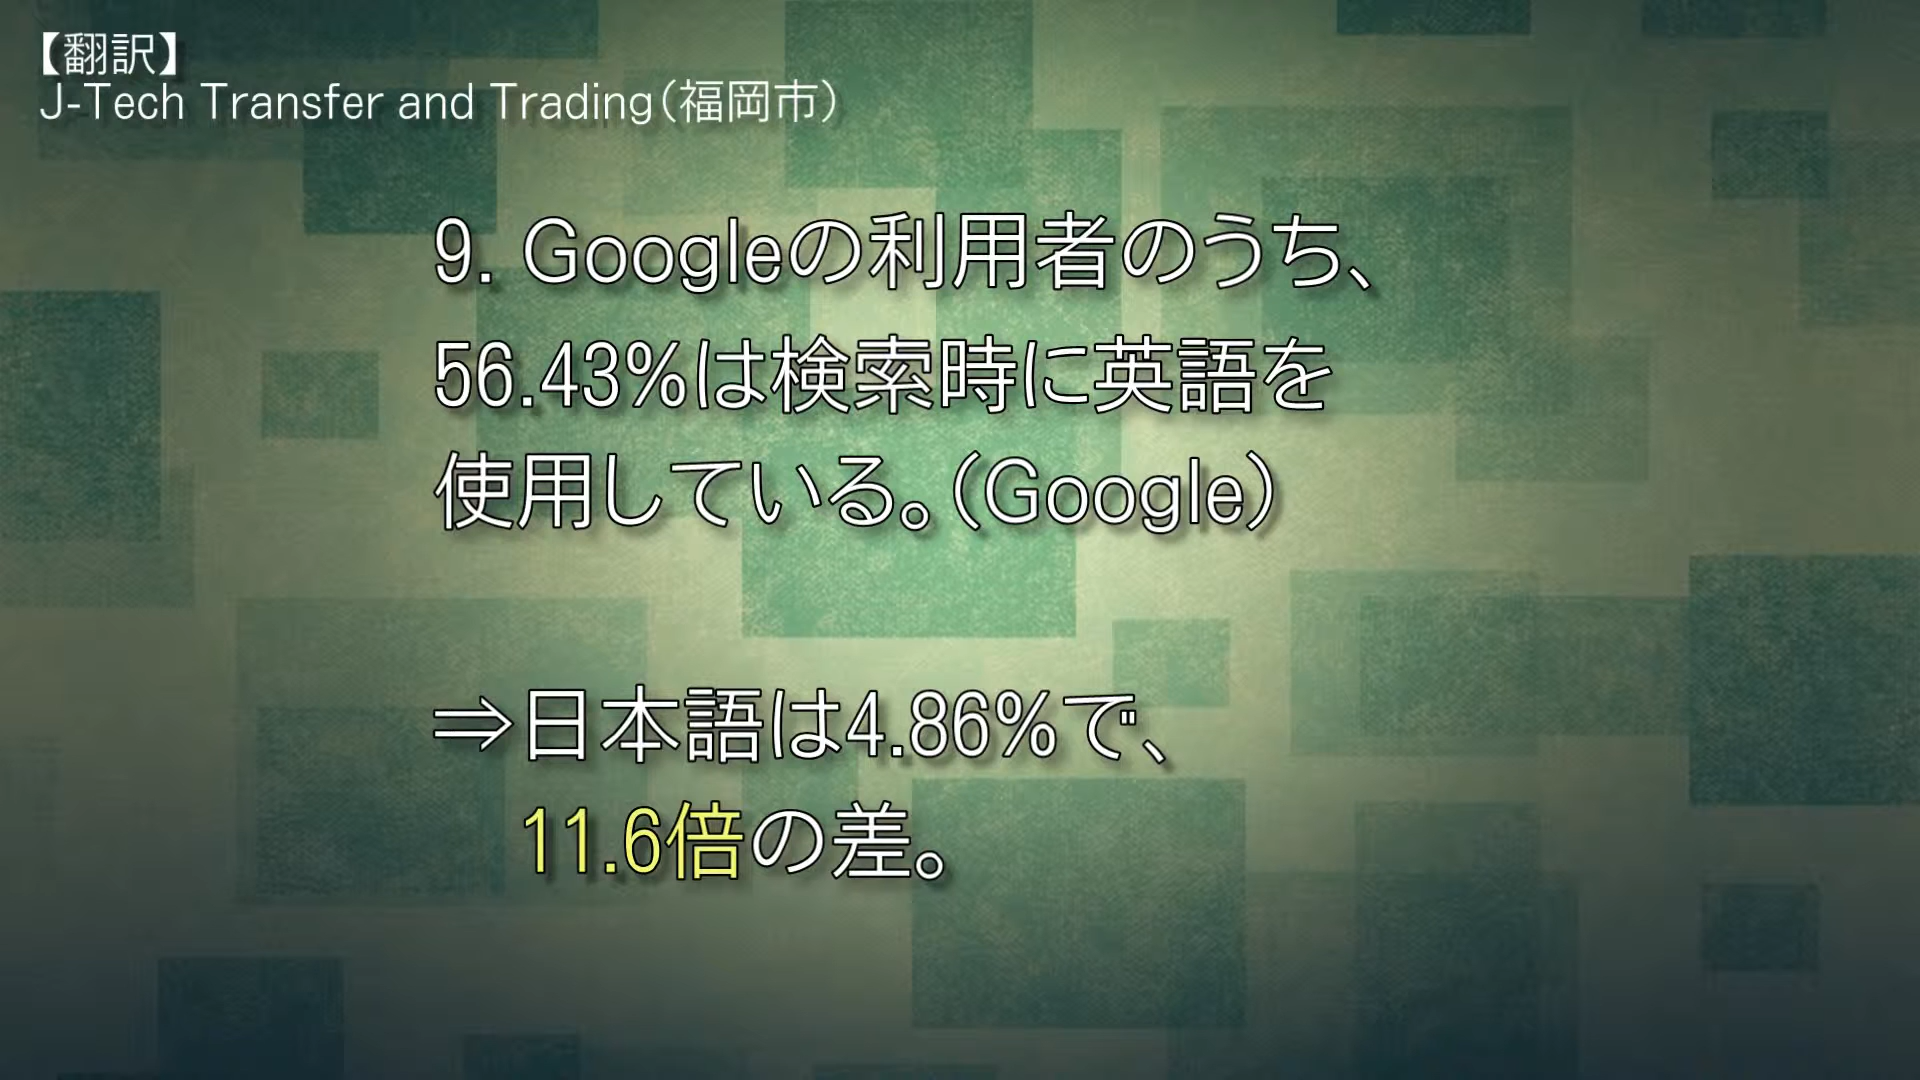 【翻訳】
J-Tech Transfer and Trading（福岡市）
9. Googleの利用者のうち、
56.43%は検索時に英語を
使用している。（Google）
⇒日本語は4.86%で、
11.6倍の差。